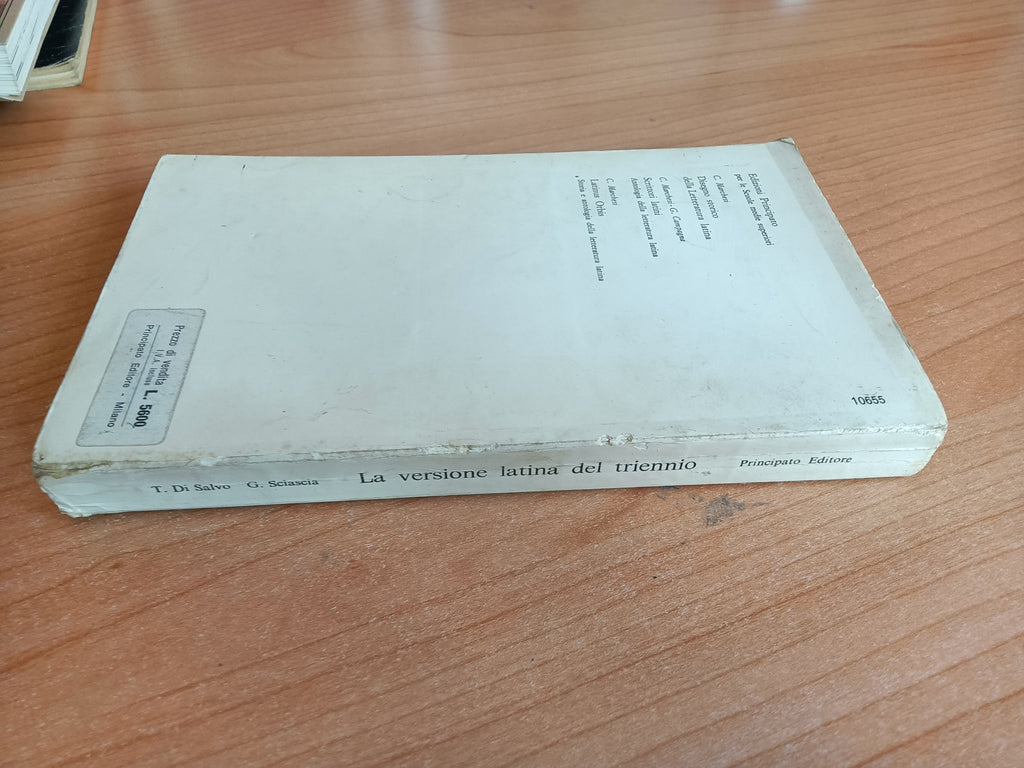 Edizioni Principato
per le Scuole medie superiori
C. Marchesi
Disegno storico
della Letteratura latina
C. Marchesi - G. Campagna
Scrittori latini
Antologia della letteratura latina
C. Marchesi
Latinus Orbis
Storia e antologia della letteratura latina
Prezzo di vendita L. 5600
I.V.A. inclusa
Principato Editore - Milano
10655
T. Di Salvo G. Sciascia La versione latina del triennio Principato Editore